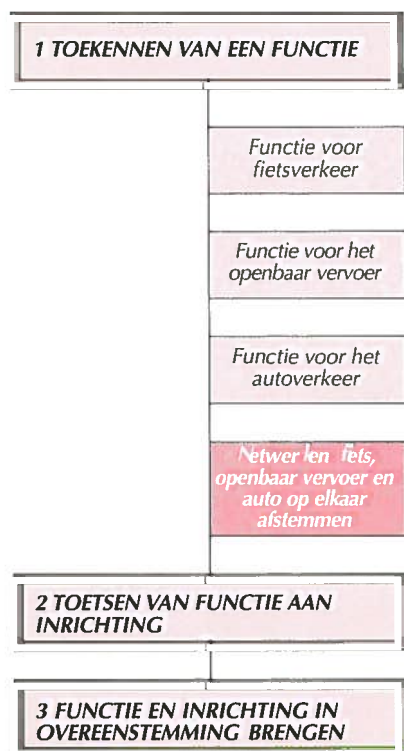 1 TOEKENNEN VAN EEN FUNCTIE
Functie voor
fietsverkeer
Functie voor het
openbaar vervoer
Functie voor het
autoverkeer
openbaar vervoer en
auto op elkaar
afstemmen
2 TOETSEN VAN FUNCTIE AAN
INRICHTING
3 FUNCTIE EN INRICHTING IN
OVEREENSTEMMING BRENGEN